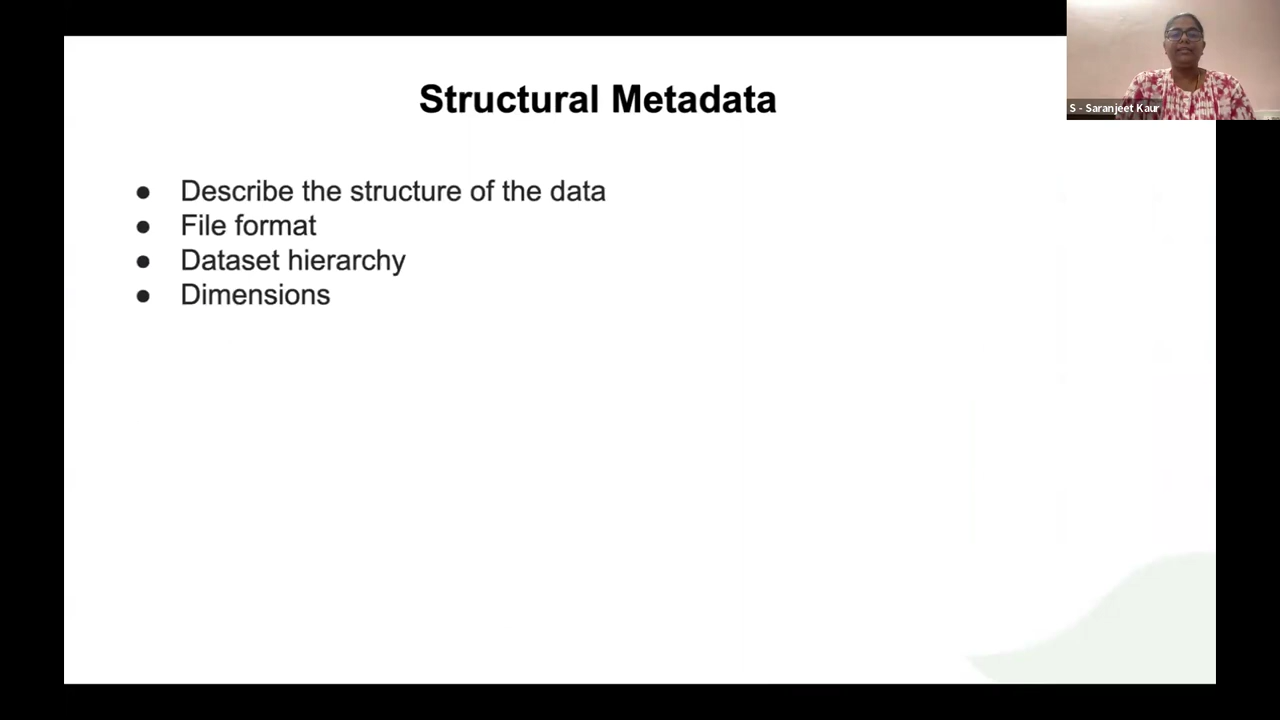 Structural Metadata
S - Saranjeet Kaur
● Describe the structure of the data
● File format
● Dataset hierarchy
● Dimensions